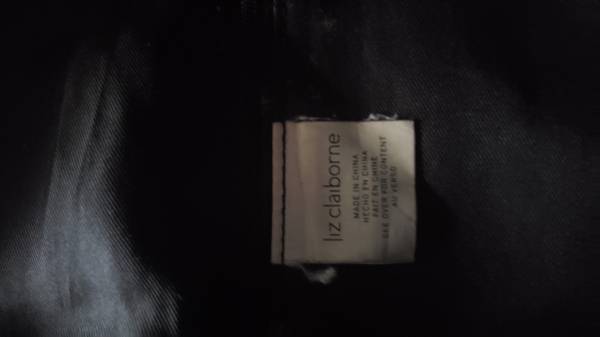 liz claiborne
MADE IN CHINA
HECHO EN CHINA
FAIT EN CHINE
SEE OVER FOR CONTENT
AU VERSO